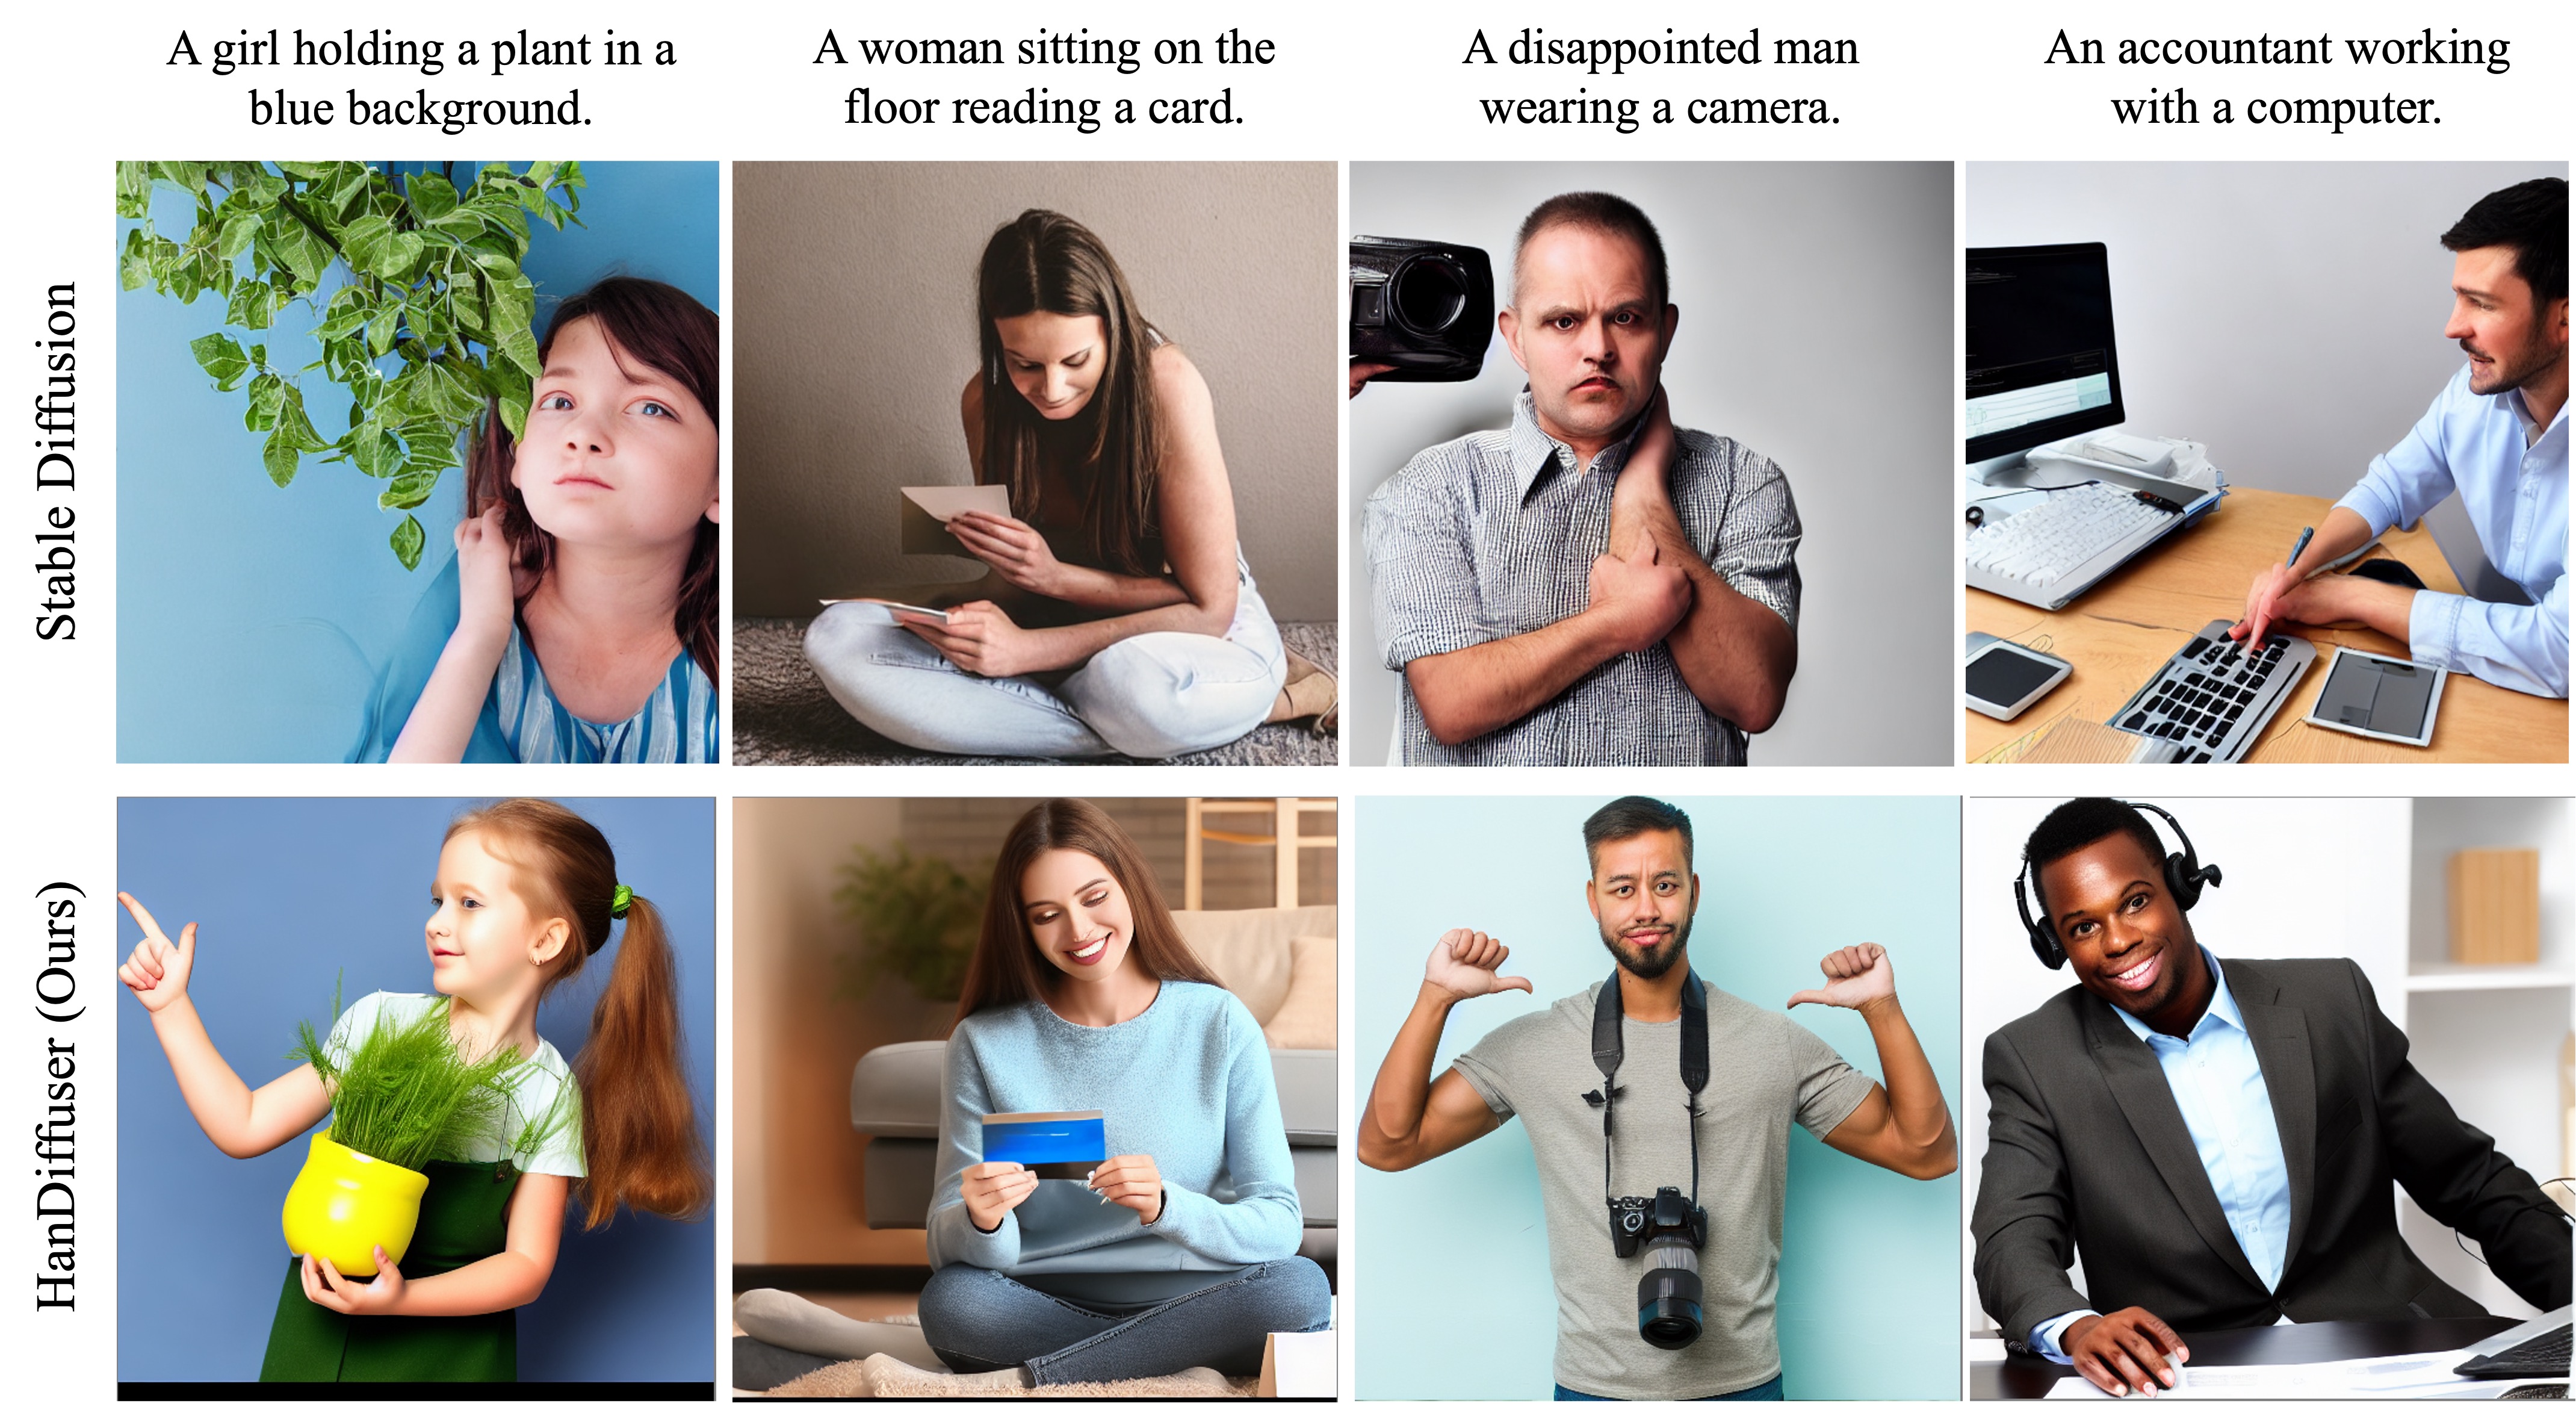 A girl holding a plant in a
blue background.
A woman sitting on the
floor reading a card.
A disappointed man
wearing a camera.
An accountant working
with a computer.
Stable Diffusion
HanDiffuser (Ours)